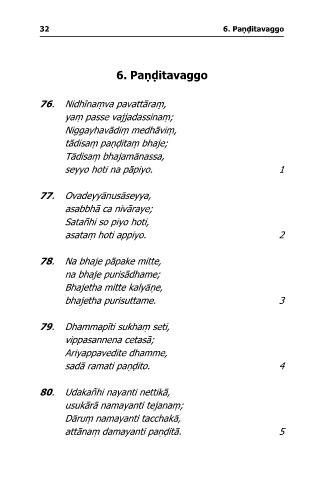 32 6. Paṇḍitavaggo
6. Paṇḍitavaggo
76. Nidhīnaṃva pavattāraṃ,
yaṃ passe vajjadassinaṃ;
Niggayhavādiṃ medhāviṃ,
tādisaṃ paṇḍitaṃ bhaje;
Tādisaṃ bhajamānassa,
seyyo hoti na pāpiyo. 1
77. Ovadeyyānusāseyya,
asabbhā ca nivāraye;
Satañhi so piyo hoti,
asataṃ hoti appiyo. 2
78. Na bhaje pāpake mitte,
na bhaje purisādhame;
Bhajetha mitte kalyāṇe,
bhajetha purisuttame. 3
79. Dhammapīti sukhaṃ seti,
vippasannena cetasā;
Ariyappavedite dhamme,
sadā ramati paṇḍito. 4
80. Udakañhi nayanti nettikā,
usukārā namayanti tejanaṃ;
Dāruṃ namayanti tacchakā,
attānaṃ damayanti paṇḍitā. 5